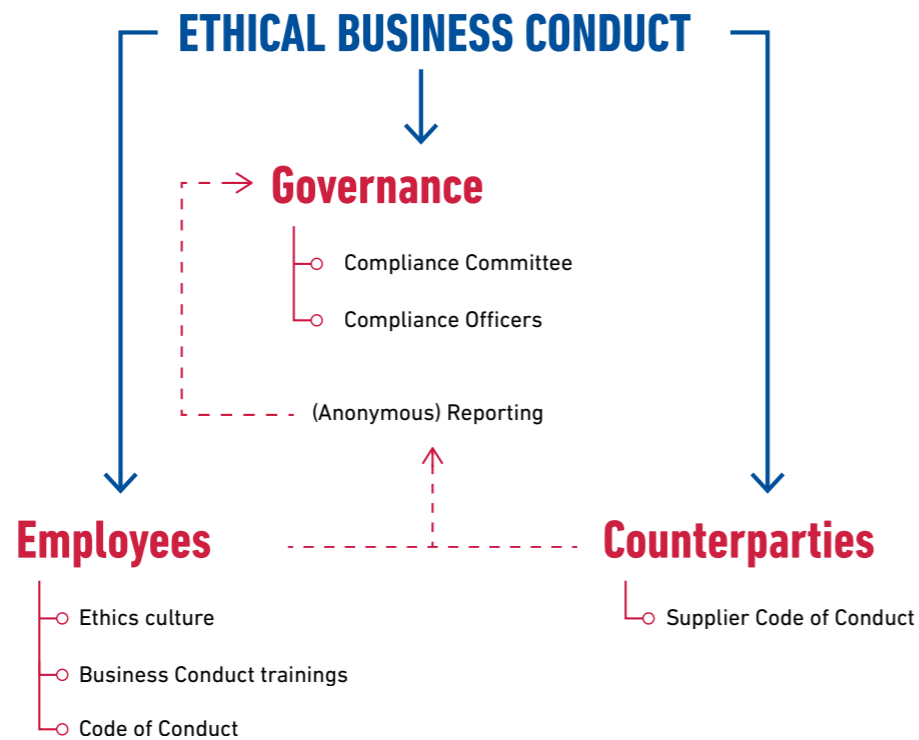 ETHICAL BUSINESS CONDUCT
Governance
Compliance Committee
Compliance Officers
(Anonymous) Reporting
Employees
Ethics culture
Business Conduct trainings
Code of Conduct
Counterparties
Supplier Code of Conduct